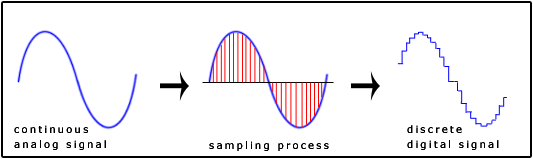 continuous
analog signal
sampling process
discrete
digital signal